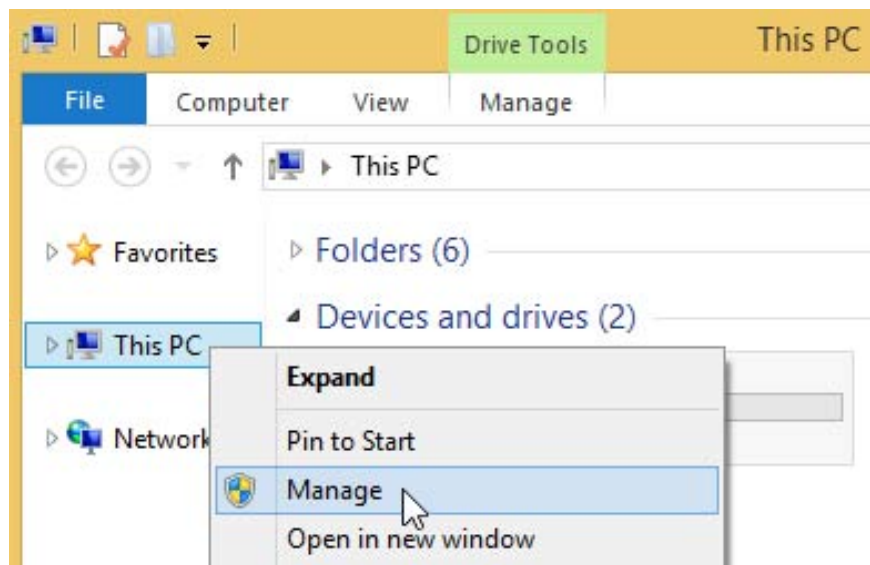 Drive Tools
This PC
File
Computer
View
Manage
This PC
Favorites
Folders (6)
Devices and drives (2)
This PC
Expand
Network
Pin to Start
Manage
Open in new window